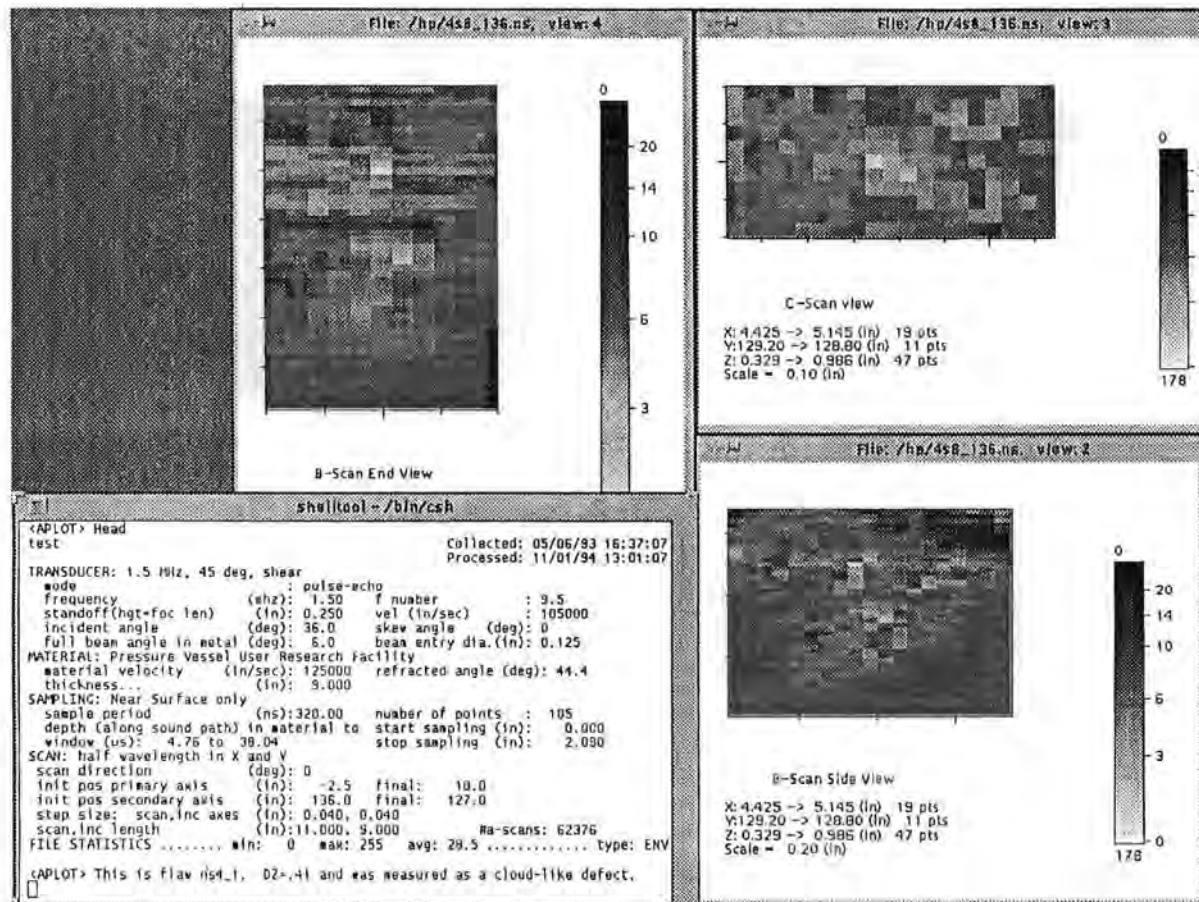 File: /hp/4s8_136.ns, view: 4
0
20
14
10
6
3
B-Scan End View
File: /hp/4s8_136.ns, view: 3
0
178
C-Scan view
X: 4.425 -> 5.145 (in) 19 pts
Y: 129.20 -> 128.80 (in) 11 pts
Z: 0.329 -> 0.986 (in) 47 pts
Scale = 0.10 (in)
File: /hp/4s8_136.ns, view: 2
0
20
14
10
6
3
0
178
B-Scan Side View
X: 4.425 -> 5.145 (in) 19 pts
Y: 129.20 -> 128.80 (in) 11 pts
Z: 0.329 -> 0.986 (in) 47 pts
Scale = 0.20 (in)
shelltool - /bin/csh
<APLOT> Head
test Collected: 05/06/93 16:37:07
Processed: 11/01/94 13:01:07
TRANSDUCER: 1.5 MHz, 45 deg, shear
mode : pulse-echo
frequency (mhz): 1.50 f number : 9.5
standoff(hgt-foc len) (in): 0.250 vel (in/sec) : 105000
incident angle (deg): 36.0 skew angle (deg): 0
full beam angle in metal (deg): 6.0 beam entry dia.(in): 0.125
MATERIAL: Pressure Vessel User Research Facility
material velocity (in/sec): 125000 refracted angle (deg): 44.4
thickness... (in): 9.000
SAMPLING: Near Surface only
sample period (ns): 320.00 number of points : 105
depth (along sound path) in material to start sampling (in): 0.000
window (us): 4.76 to 38.04 stop sampling (in): 2.090
SCAN: half wavelength in X and Y
scan direction (deg): 0
init pos primary axis (in): -2.5 final: 10.0
init pos secondary axis (in): 136.0 final: 127.0
step size: scan,inc axes (in): 0.040, 0.040
scan,inc length (in): 11.000, 9.000 #a-scans: 62376
FILE STATISTICS ........ min: 0 max: 255 avg: 28.5 ............. type: ENV
<APLOT> This is flaw ns4_1. DZ=.41 and was measured as a cloud-like defect.